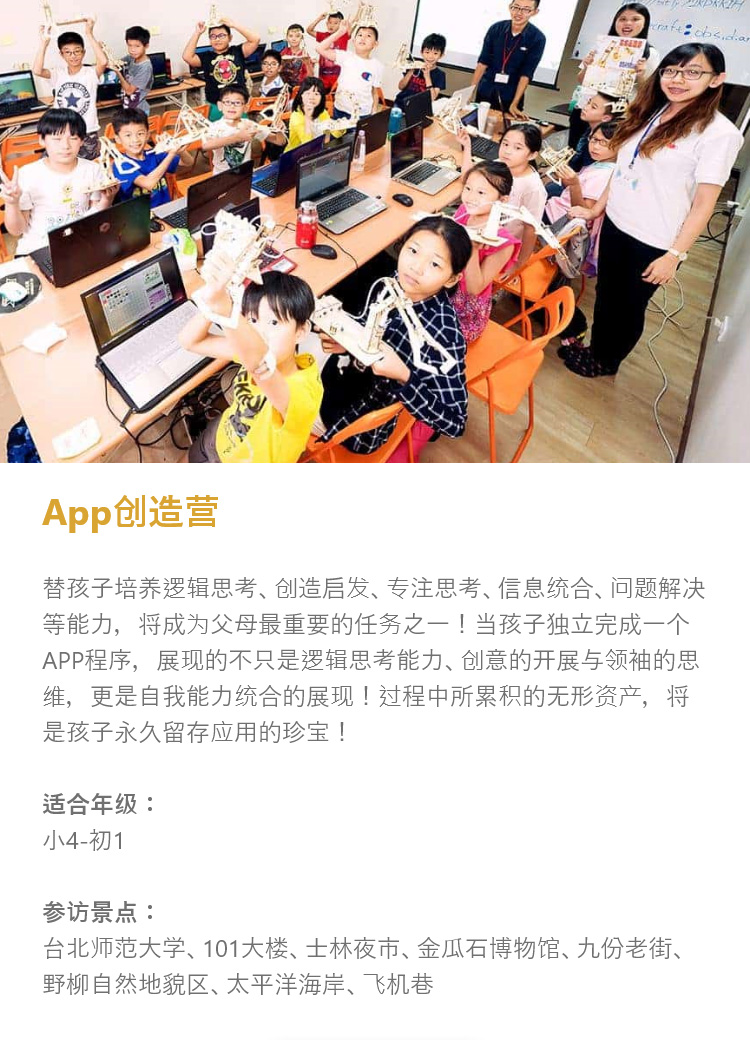 App创造营
替孩子培养逻辑思考、创造启发、专注思考、信息统合、问题解决
等能力，将成为父母最重要的任务之一！当孩子独立完成一个
APP程序，展现的不只是逻辑思考能力、创意的开展与领袖的思
维，更是自我能力统合的展现！过程中所累积的无形资产，将
是孩子永久留存应用的珍宝！
适合年级：
小4-初1
参访景点：
台北师范大学、101大楼、士林夜市、金瓜石博物馆、九份老街、
野柳自然地貌区、太平洋海岸、飞机巷